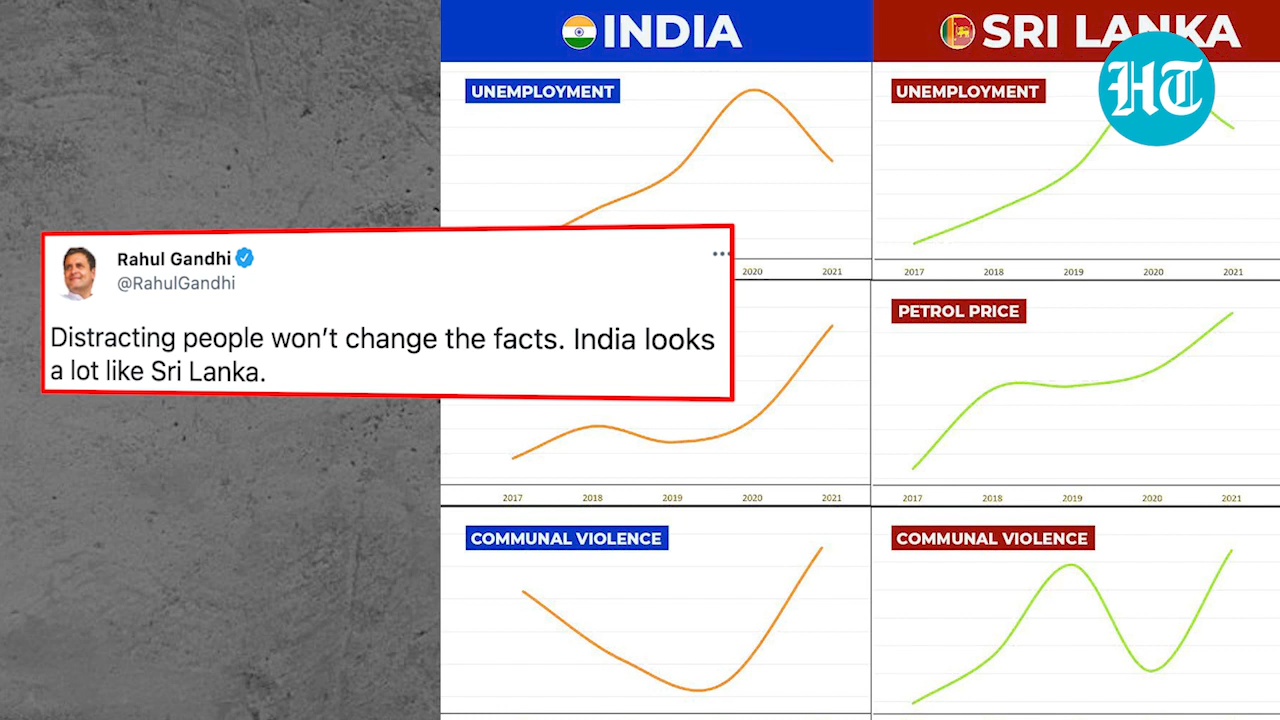 INDIA
SRI LANKA
HT
UNEMPLOYMENT
UNEMPLOYMENT
2020 2021
2017 2018 2019 2020 2021
Rahul Gandhi
@RahulGandhi
Distracting people won’t change the facts. India looks
a lot like Sri Lanka.
PETROL PRICE
2017 2018 2019 2020 2021
2017 2018 2019 2020 2021
COMMUNAL VIOLENCE
COMMUNAL VIOLENCE